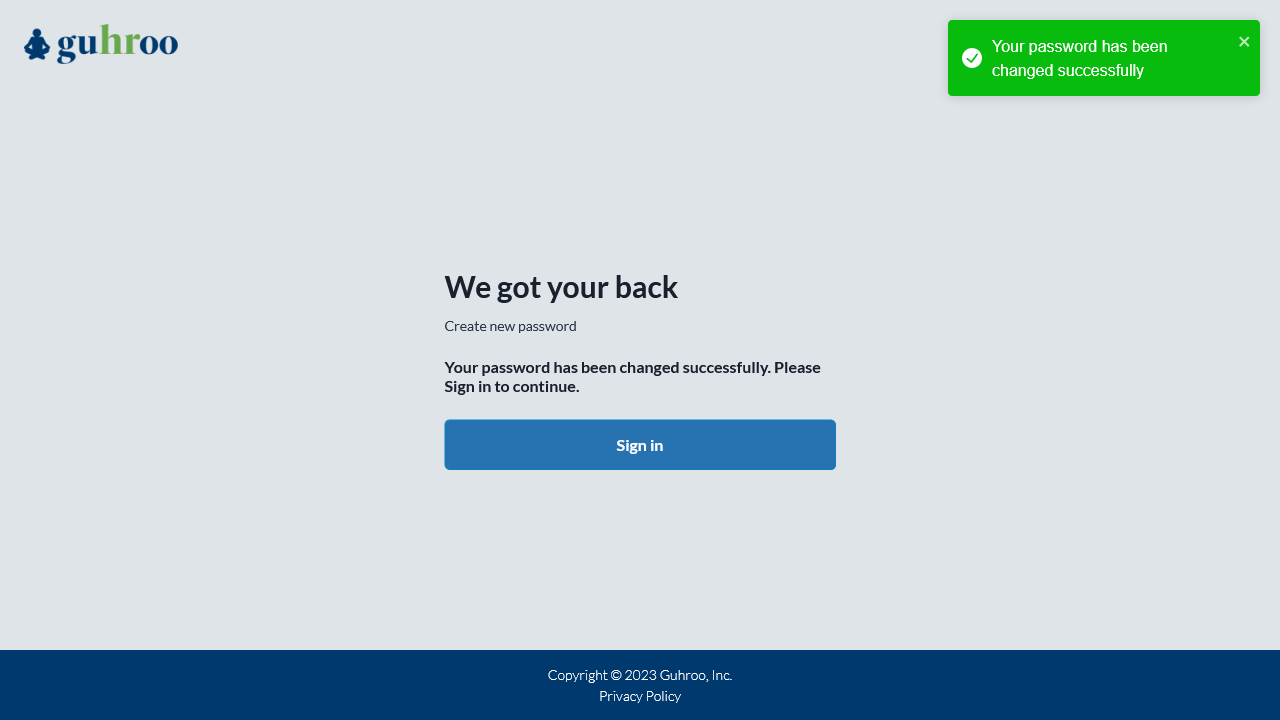 guhroo
Your password has been
changed successfully
We got your back
Create new password
Your password has been changed successfully. Please
Sign in to continue.
Sign in
Copyright © 2023 Guhroo, Inc.
Privacy Policy